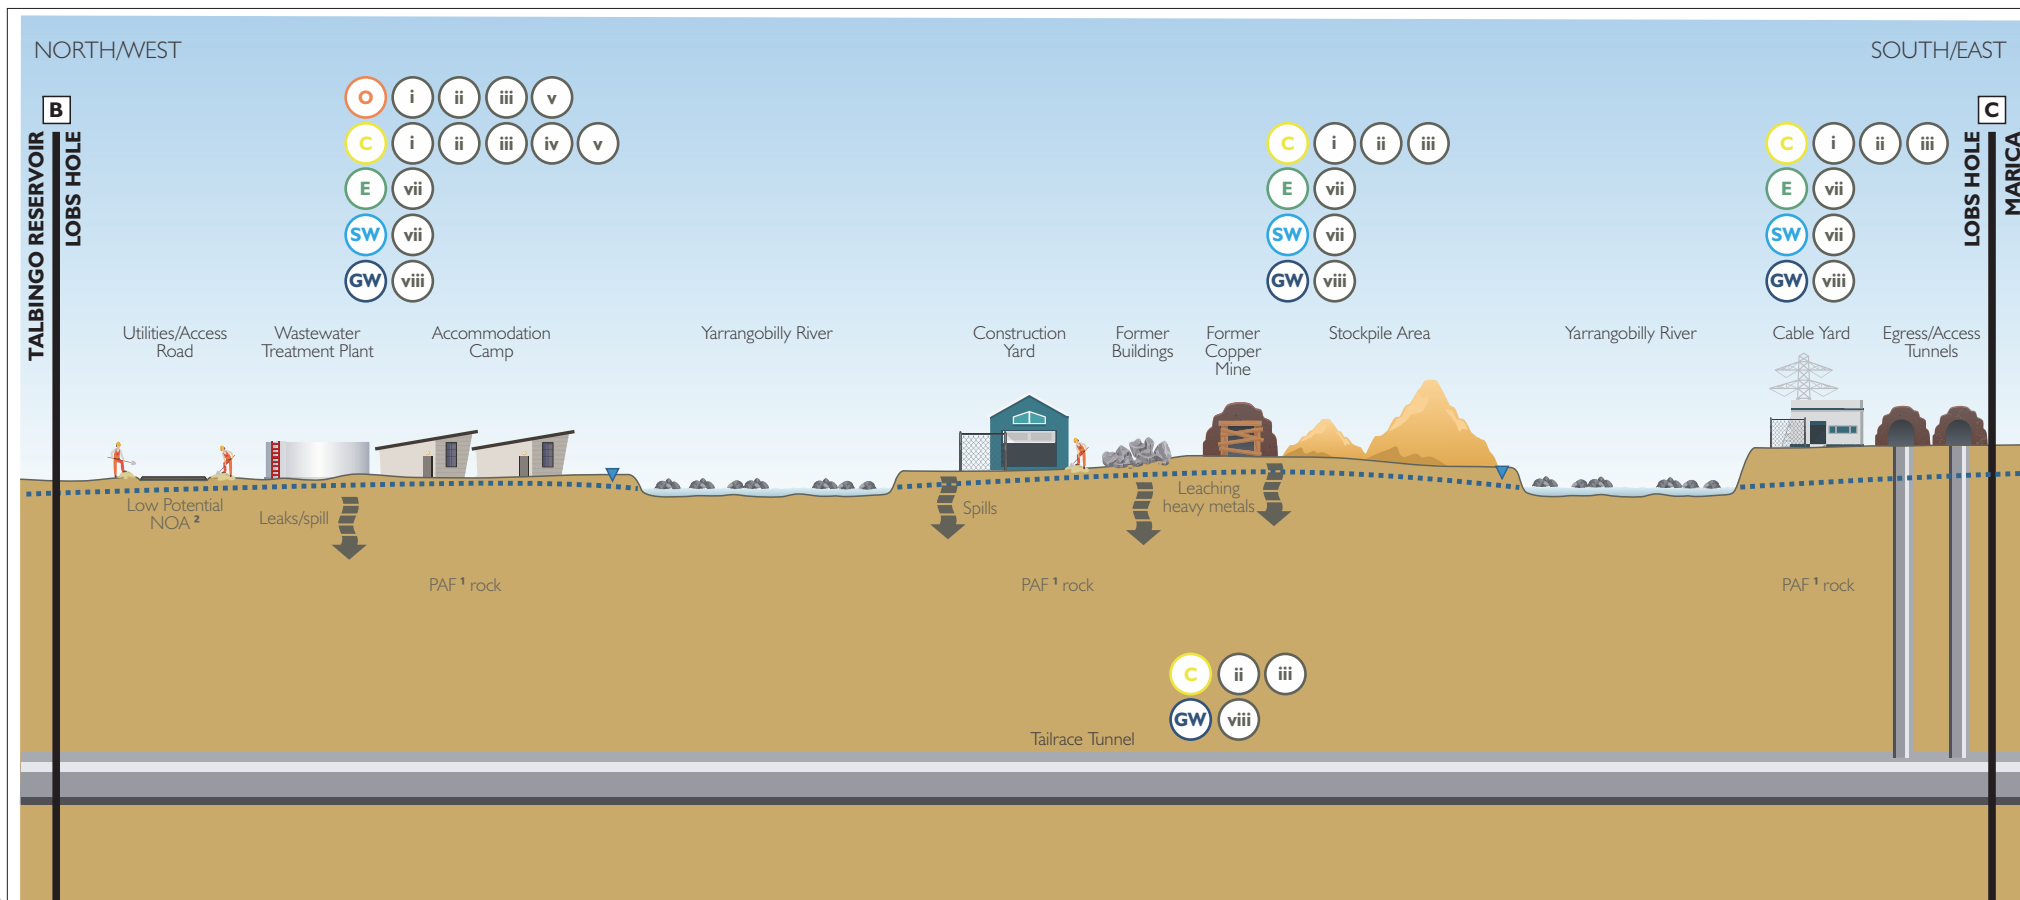 NORTH/WEST
SOUTH/EAST
B
C
TALBINGO RESERVOIR
LOBS HOLE
LOBS HOLE
MARICA
O i ii iii v
C i ii iii iv v
E vii
SW vii
GW viii
C i ii iii
E vii
SW vii
GW viii
C i ii iii
E vii
SW vii
GW viii
Utilities/Access
Road
Wastewater
Treatment Plant
Accommodation
Camp
Yarrangobilly River
Construction
Yard
Former
Buildings
Former
Copper
Mine
Stockpile Area
Yarrangobilly River
Cable Yard
Egress/Access
Tunnels
Low Potential
NOA ²
Leaks/spill
Spills
Leaching
heavy metals
PAF ¹ rock
PAF ¹ rock
PAF ¹ rock
C ii iii
GW viii
Tailrace Tunnel